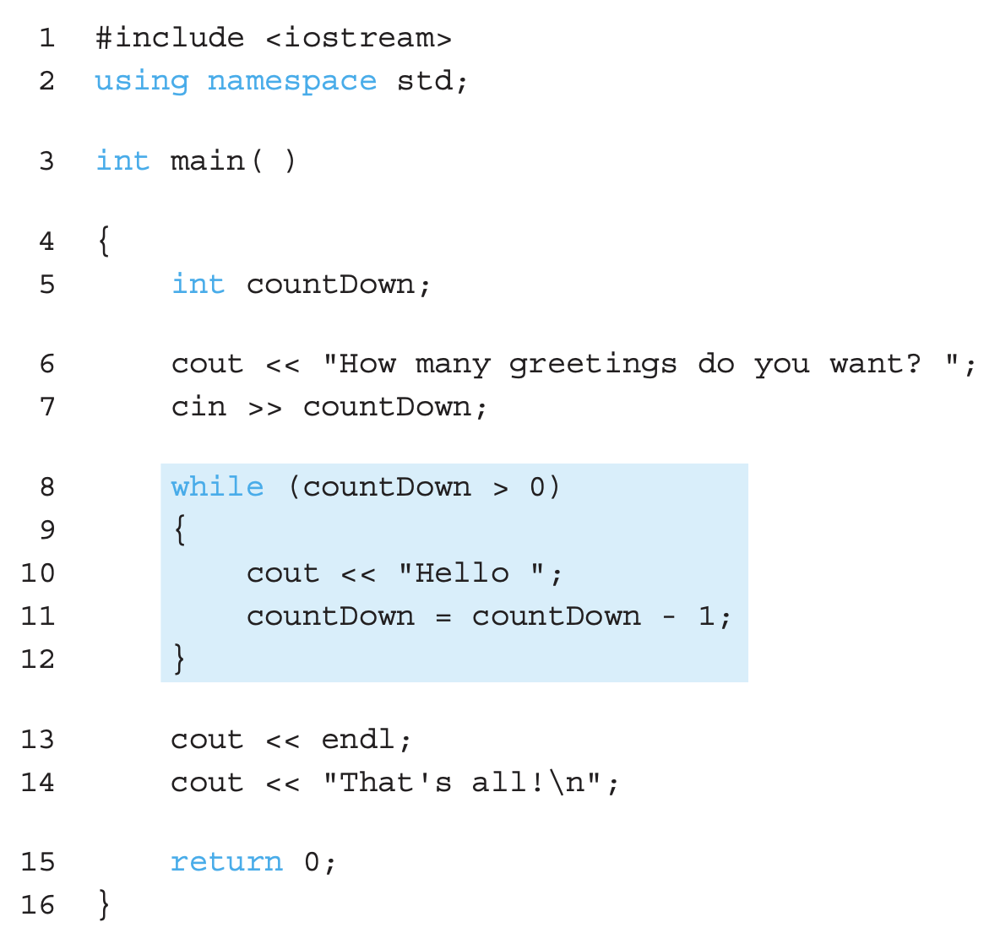 1 #include <iostream>
2 using namespace std;
3 int main( )
4 {
5 int countDown;
6 cout << "How many greetings do you want? ";
7 cin >> countDown;
8 while (countDown > 0)
9 {
10 cout << "Hello ";
11 countDown = countDown - 1;
12 }
13 cout << endl;
14 cout << "That's all!\n";
15 return 0;
16 }